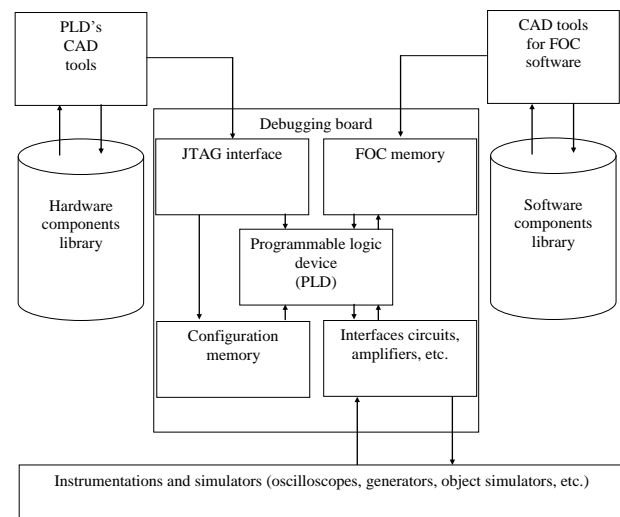 PLD's
CAD
tools
CAD tools
for FOC
software
Debugging board
JTAG interface
FOC memory
Hardware
components
library
Software
components
library
Programmable logic
device
(PLD)
Configuration
memory
Interfaces circuits,
amplifiers, etc.
Instrumentations and simulators (oscilloscopes, generators, object simulators, etc.)